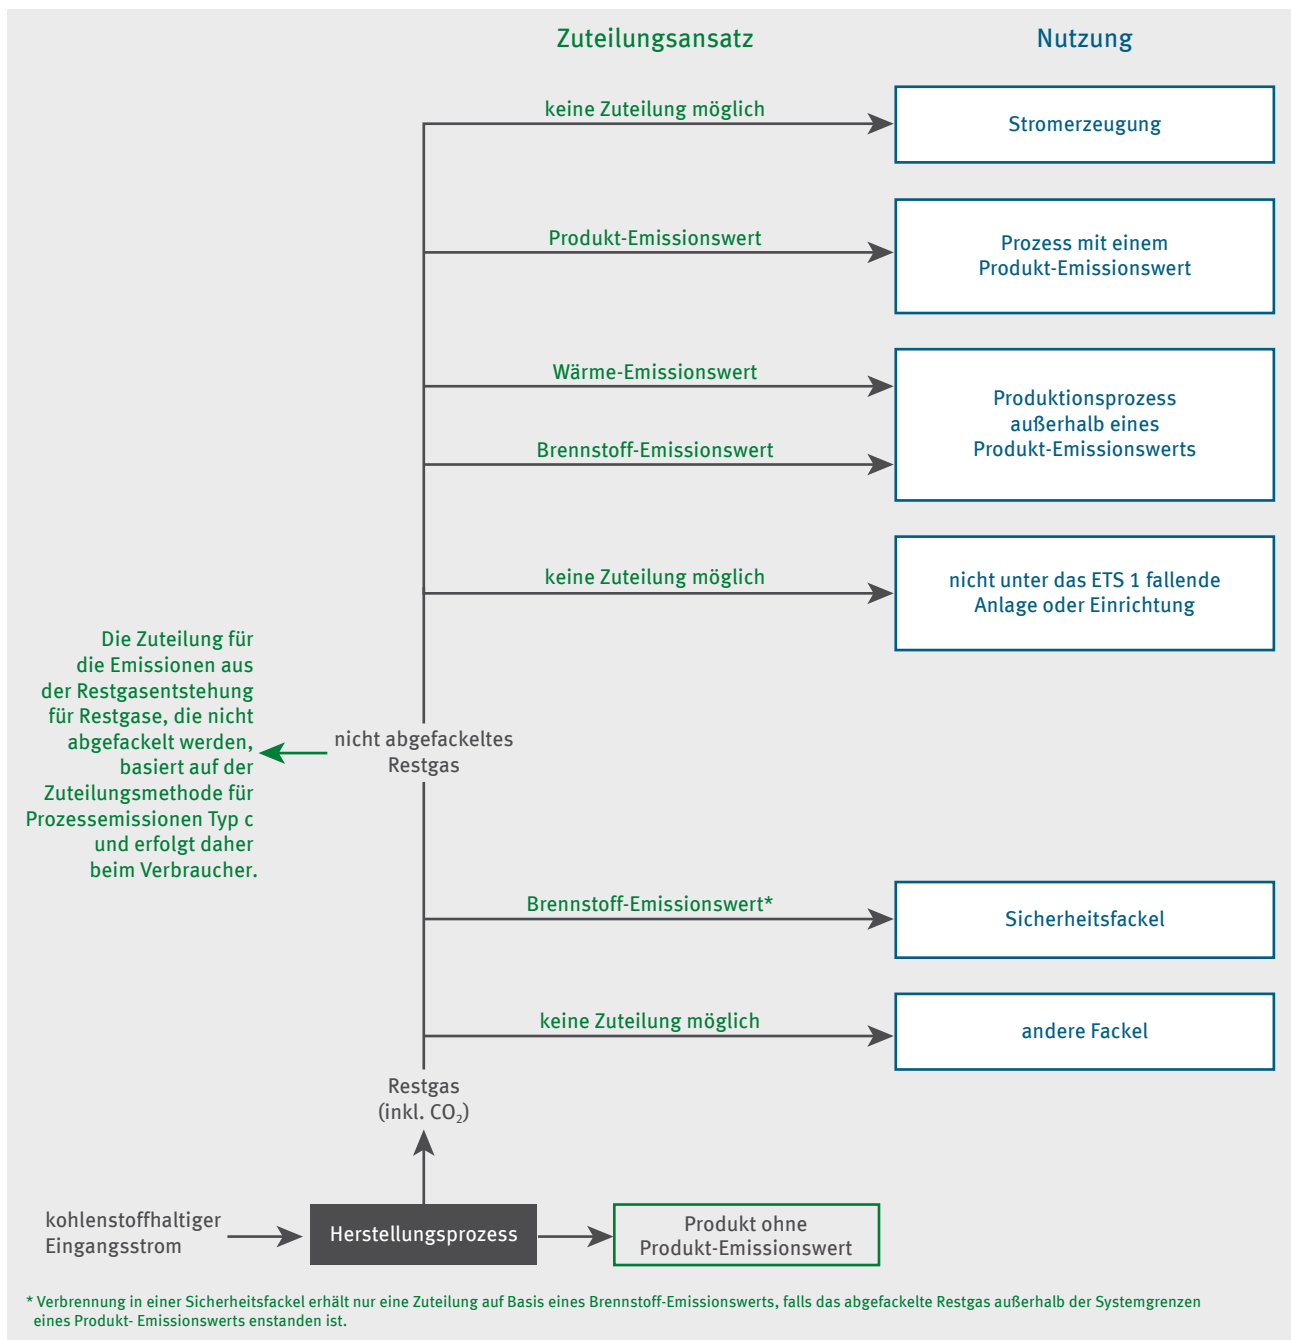 Zuteilungsansatz
Nutzung
keine Zuteilung möglich
Stromerzeugung
Produkt-Emissionswert
Prozess mit einem
Produkt-Emissionswert
Wärme-Emissionswert
Brennstoff-Emissionswert
Produktionsprozess
außerhalb eines
Produkt-Emissionswerts
keine Zuteilung möglich
nicht unter das ETS 1 fallende
Anlage oder Einrichtung
Die Zuteilung für
die Emissionen aus
der Restgasentstehung
für Restgase, die nicht
abgefackelt werden,
basiert auf der
Zuteilungsmethode für
Prozessemissionen Typ c
und erfolgt daher
beim Verbraucher.
nicht abgefackeltes
Restgas
Brennstoff-Emissionswert*
Sicherheitsfackel
keine Zuteilung möglich
andere Fackel
Restgas
(inkl. CO₂)
kohlenstoffhaltiger
Eingangsstrom
Herstellungsprozess
Produkt ohne
Produkt-Emissionswert
* Verbrennung in einer Sicherheitsfackel erhält nur eine Zuteilung auf Basis eines Brennstoff-Emissionswerts, falls das abgefackelte Restgas außerhalb der Systemgrenzen
eines Produkt- Emissionswerts enstanden ist.